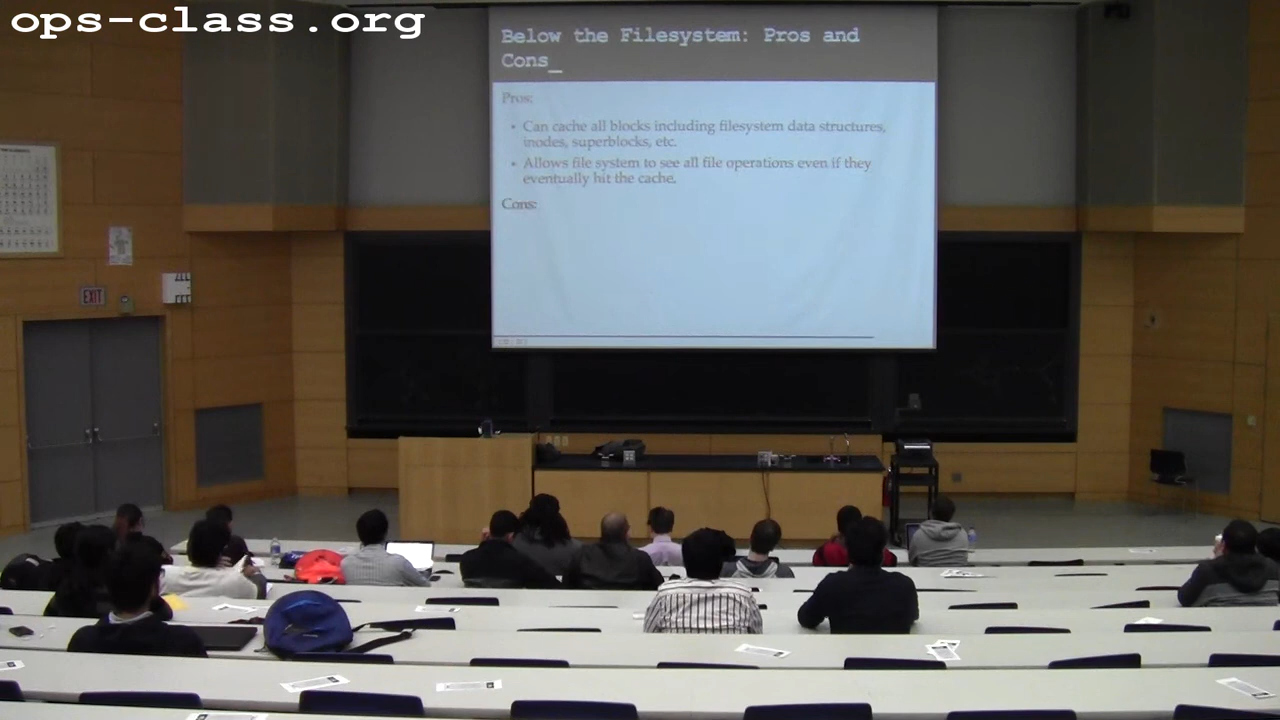 ops-class.org
Below the Filesystem: Pros and
Cons_
Pros:
• Can cache all blocks including filesystem data structures,
inodes, superblocks, etc.
• Allows file system to see all file operations even if they
eventually hit the cache.
Cons:
EXIT